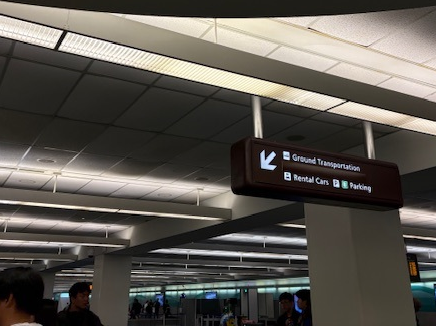 Ground Transportation
Rental Cars P Parking